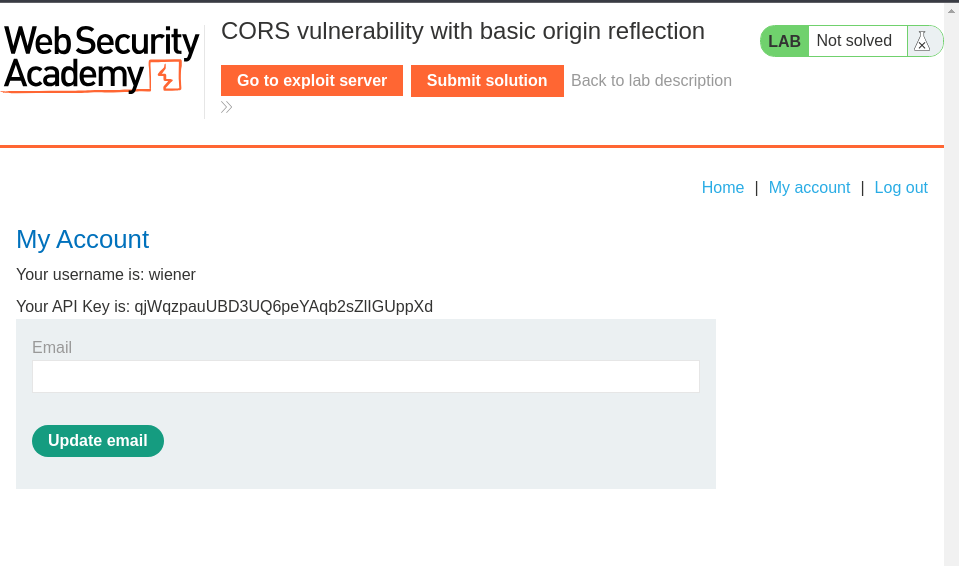 Web Security
Academy
CORS vulnerability with basic origin reflection
LAB Not solved
Go to exploit server Submit solution Back to lab description
Home | My account | Log out
My Account
Your username is: wiener
Your API Key is: qjWqzpauUBD3UQ6peYAqb2sZlIGUppXd
Email
Update email